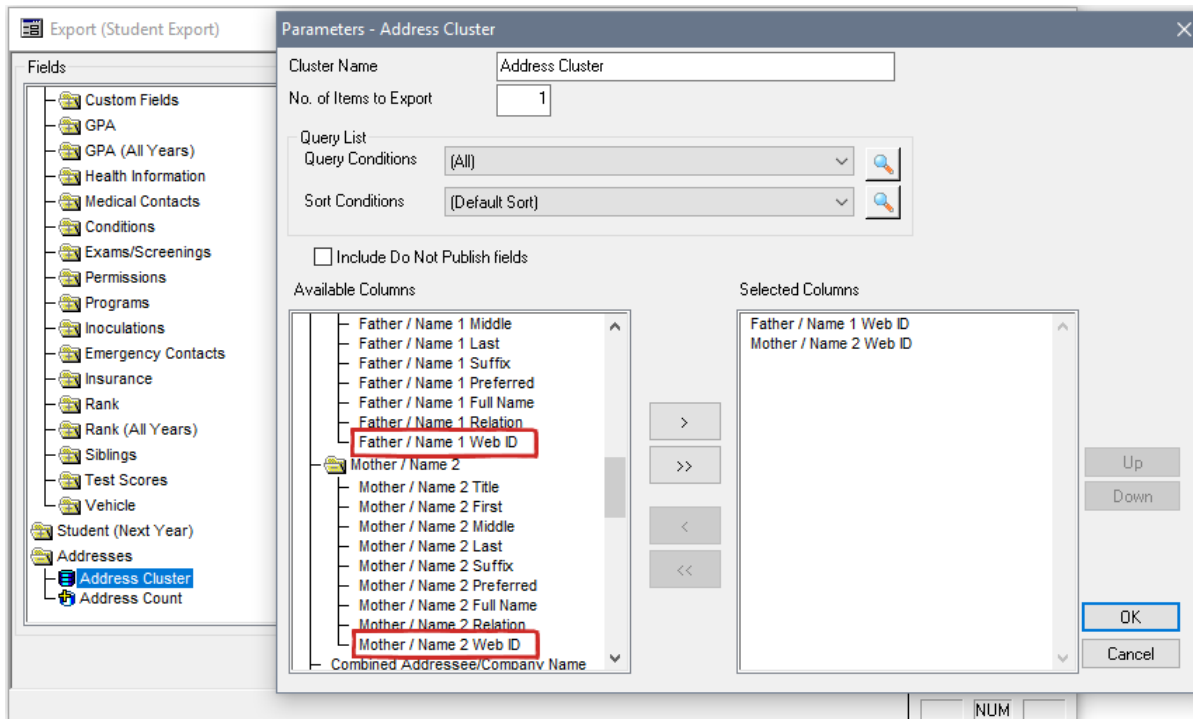 Export (Student Export)
Fields
Custom Fields
GPA
GPA (All Years)
Health Information
Medical Contacts
Conditions
Exams/Screenings
Permissions
Programs
Inoculations
Emergency Contacts
Insurance
Rank
Rank (All Years)
Siblings
Test Scores
Vehicle
Student (Next Year)
Addresses
Address Cluster
Address Count
Parameters - Address Cluster
Cluster Name
Address Cluster
No. of Items to Export
1
Query List
Query Conditions
(All)
Sort Conditions
(Default Sort)
Include Do Not Publish fields
Available Columns
Father / Name 1 Middle
Father / Name 1 Last
Father / Name 1 Suffix
Father / Name 1 Preferred
Father / Name 1 Full Name
Father / Name 1 Relation
Father / Name 1 Web ID
Mother / Name 2
Mother / Name 2 Title
Mother / Name 2 First
Mother / Name 2 Middle
Mother / Name 2 Last
Mother / Name 2 Suffix
Mother / Name 2 Preferred
Mother / Name 2 Full Name
Mother / Name 2 Relation
Mother / Name 2 Web ID
Combined Addressee/Company Name
>
>>
<
<<
Selected Columns
Father / Name 1 Web ID
Mother / Name 2 Web ID
Up
Down
OK
Cancel
NUM